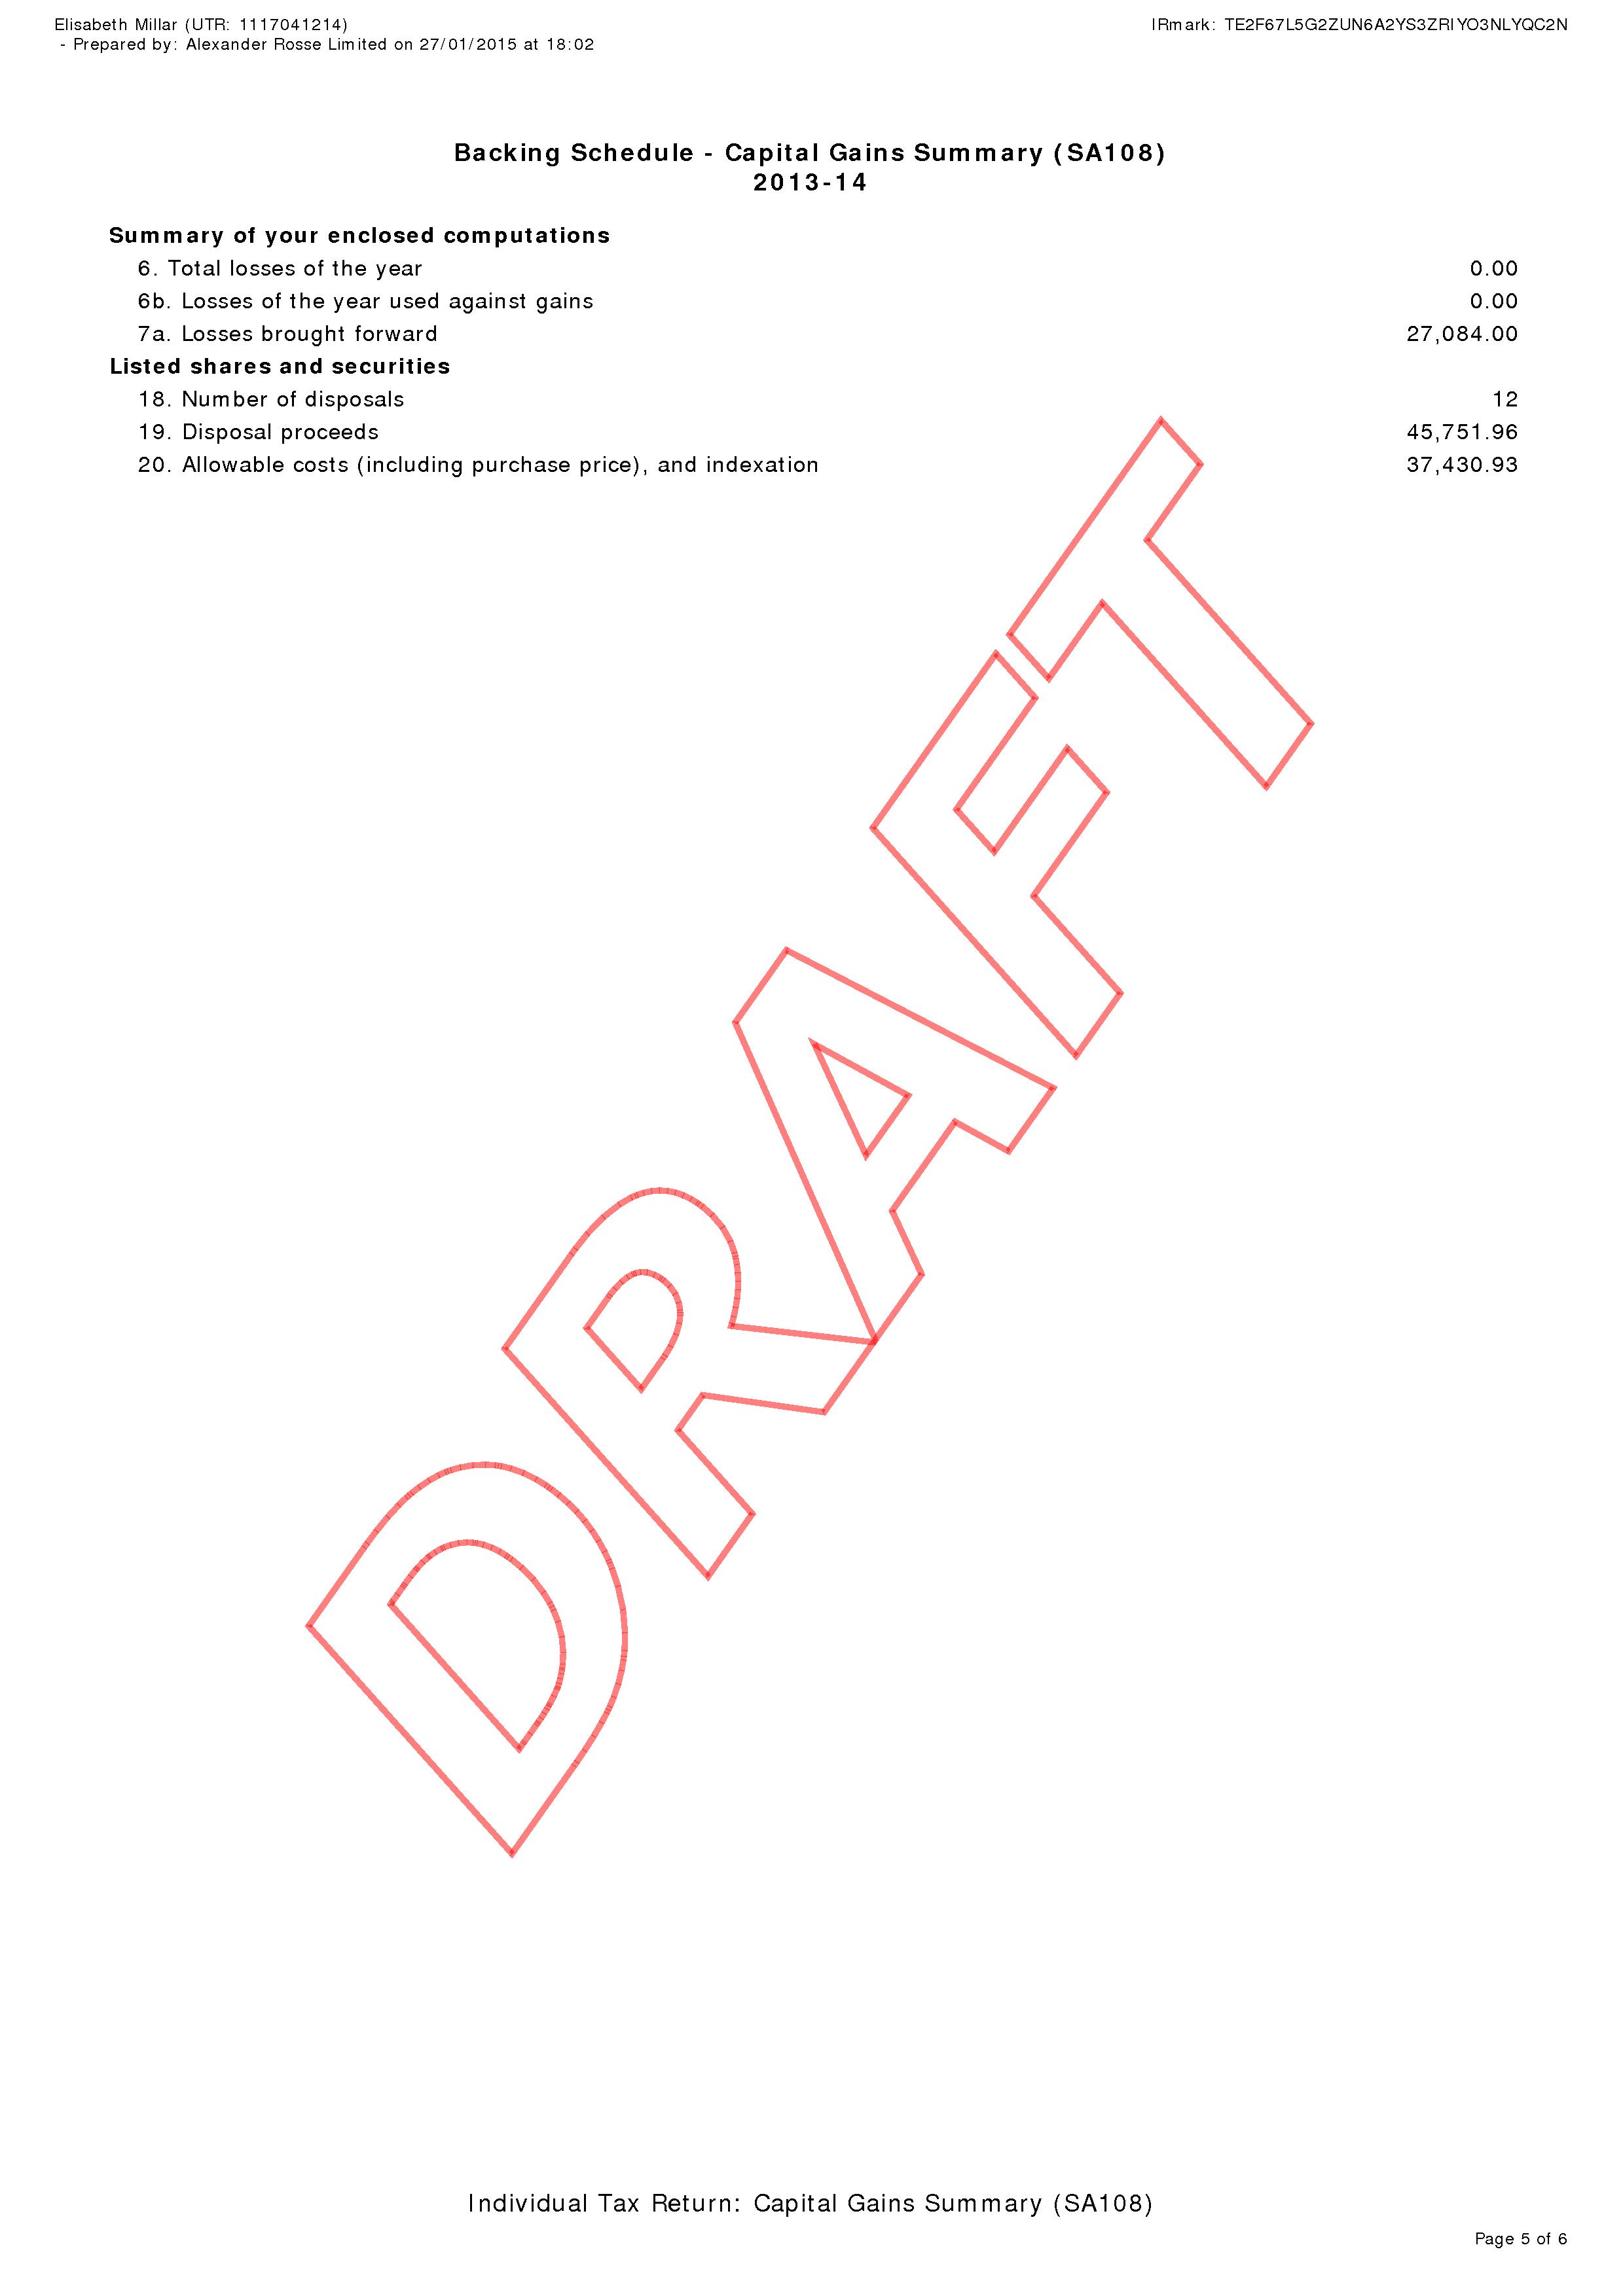 Elisabeth Millar (UTR: 1117041214)
- Prepared by: Alexander Rosse Limited on 27/01/2015 at 18:02
IRmark: TE2F67L5G2ZUN6A2YS3ZRIYO3NLYQC2N
Backing Schedule - Capital Gains Summary (SA108)
2013-14
Summary of your enclosed computations
6. Total losses of the year 0.00
6b. Losses of the year used against gains 0.00
7a. Losses brought forward 27,084.00
Listed shares and securities
18. Number of disposals 12
19. Disposal proceeds 45,751.96
20. Allowable costs (including purchase price), and indexation 37,430.93
DRAFT
Individual Tax Return: Capital Gains Summary (SA108)
Page 5 of 6